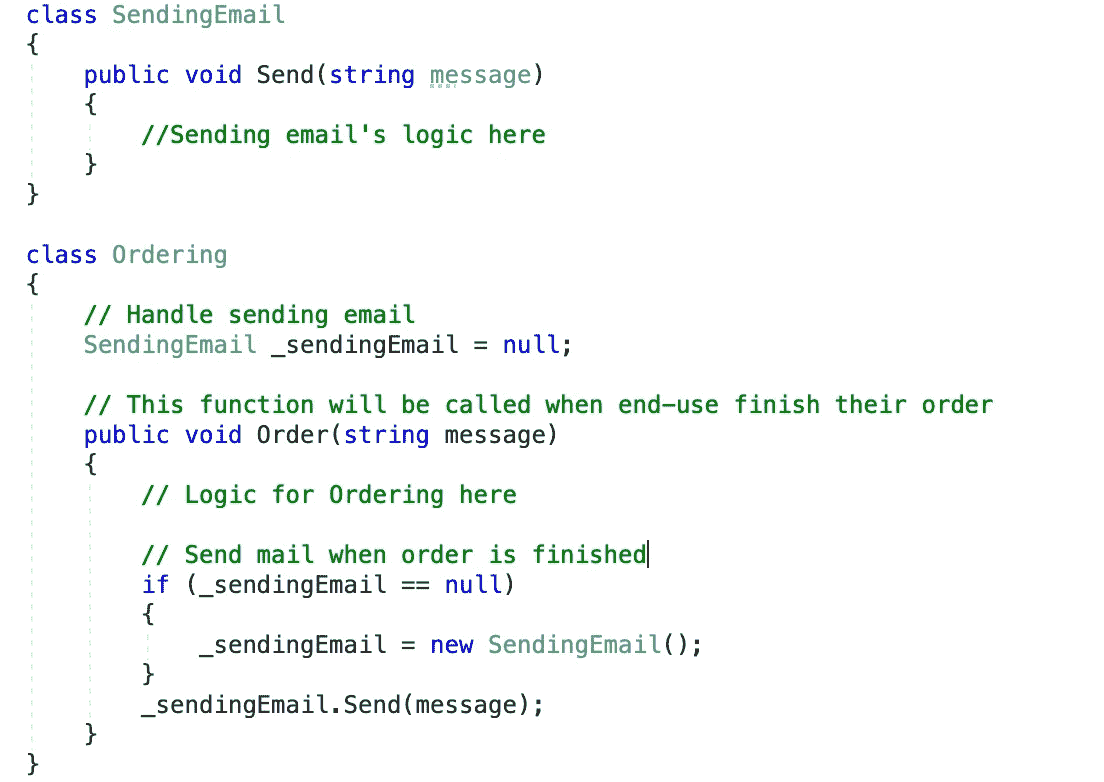 class SendingEmail
{
    public void Send(string message)
    {
        //Sending email's logic here
    }
}

class Ordering
{
    // Handle sending email
    SendingEmail _sendingEmail = null;

    // This function will be called when end-use finish their order
    public void Order(string message)
    {
        // Logic for Ordering here

        // Send mail when order is finished
        if (_sendingEmail == null)
        {
            _sendingEmail = new SendingEmail();
        }
        _sendingEmail.Send(message);
    }
}